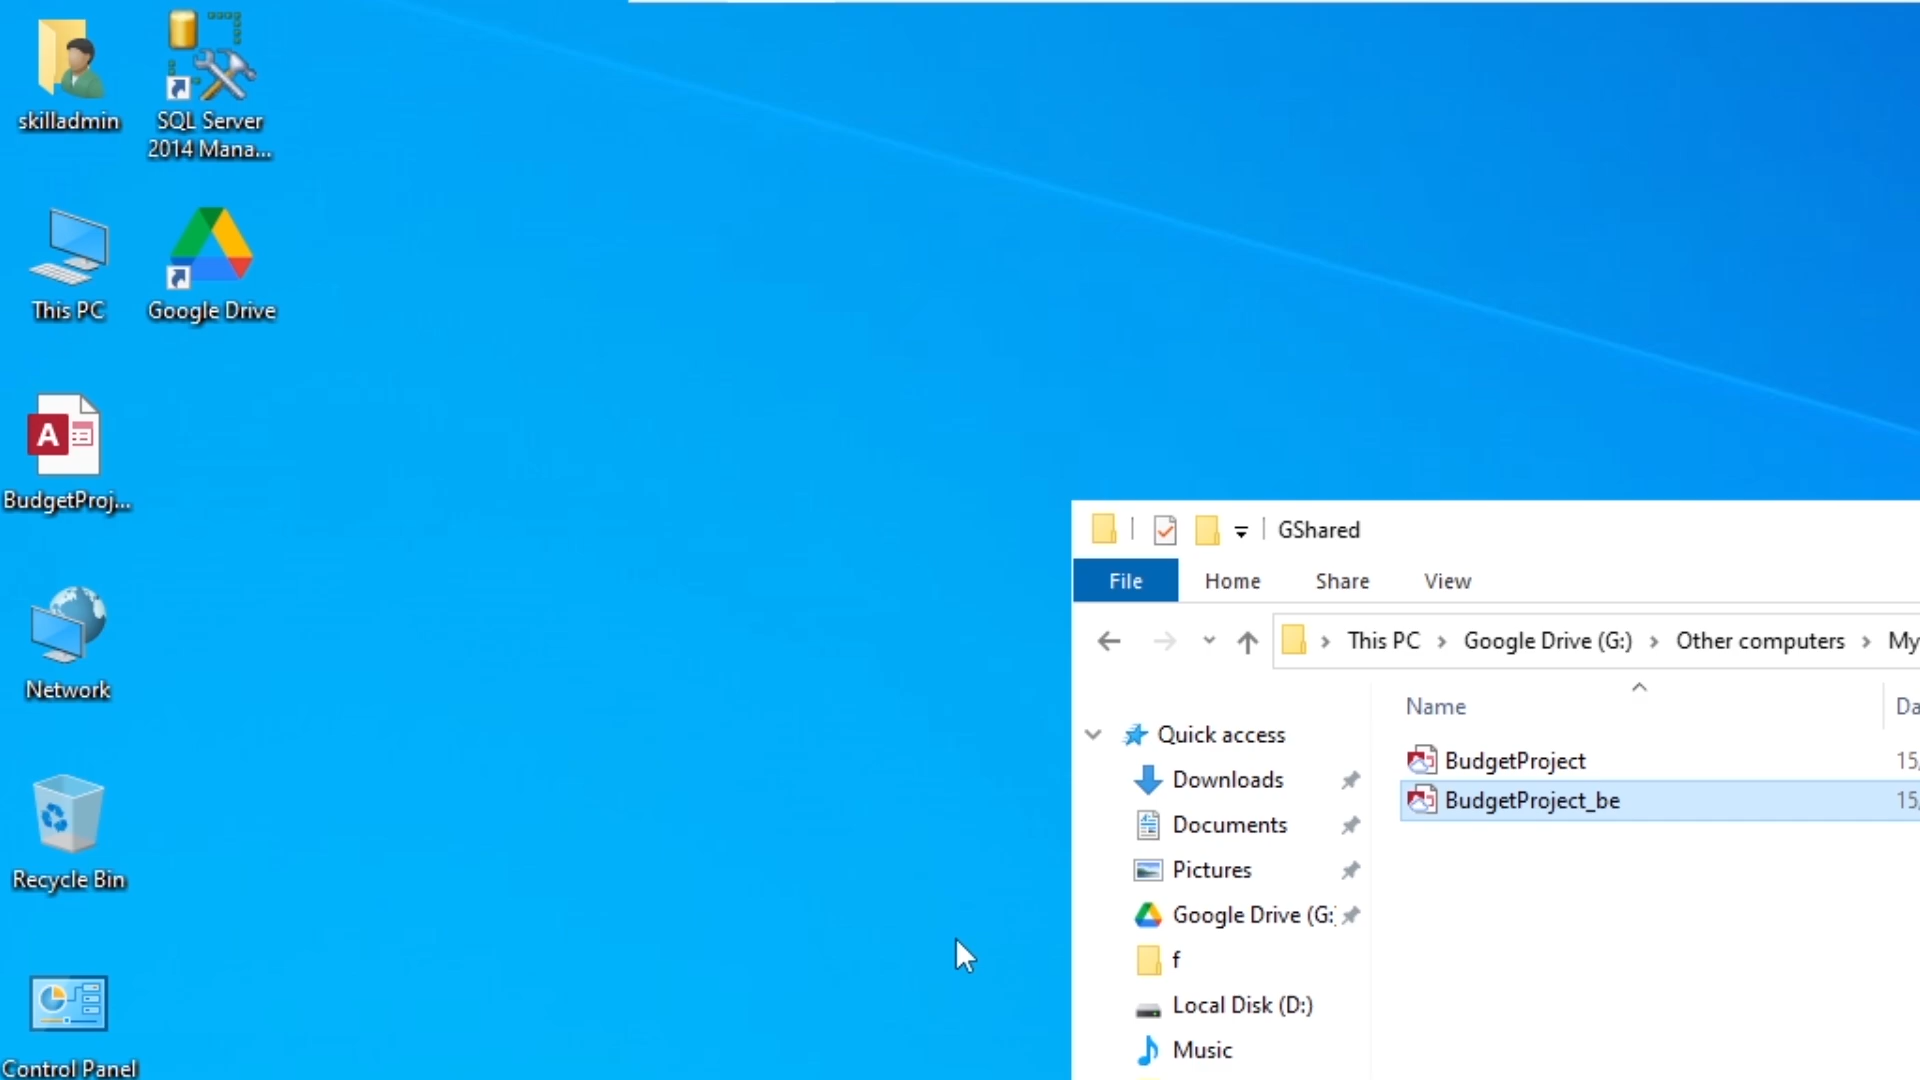 skilladmin
SQL Server
2014 Mana...
This PC
Google Drive
A
BudgetProj...
Network
Recycle Bin
Control Panel
GShared
File Home Share View
This PC Google Drive (G:) Other computers My
Name Da
Quick access
Downloads
Documents
Pictures
Google Drive (G:
f
Local Disk (D:)
Music
BudgetProject 15/
BudgetProject_be 15/